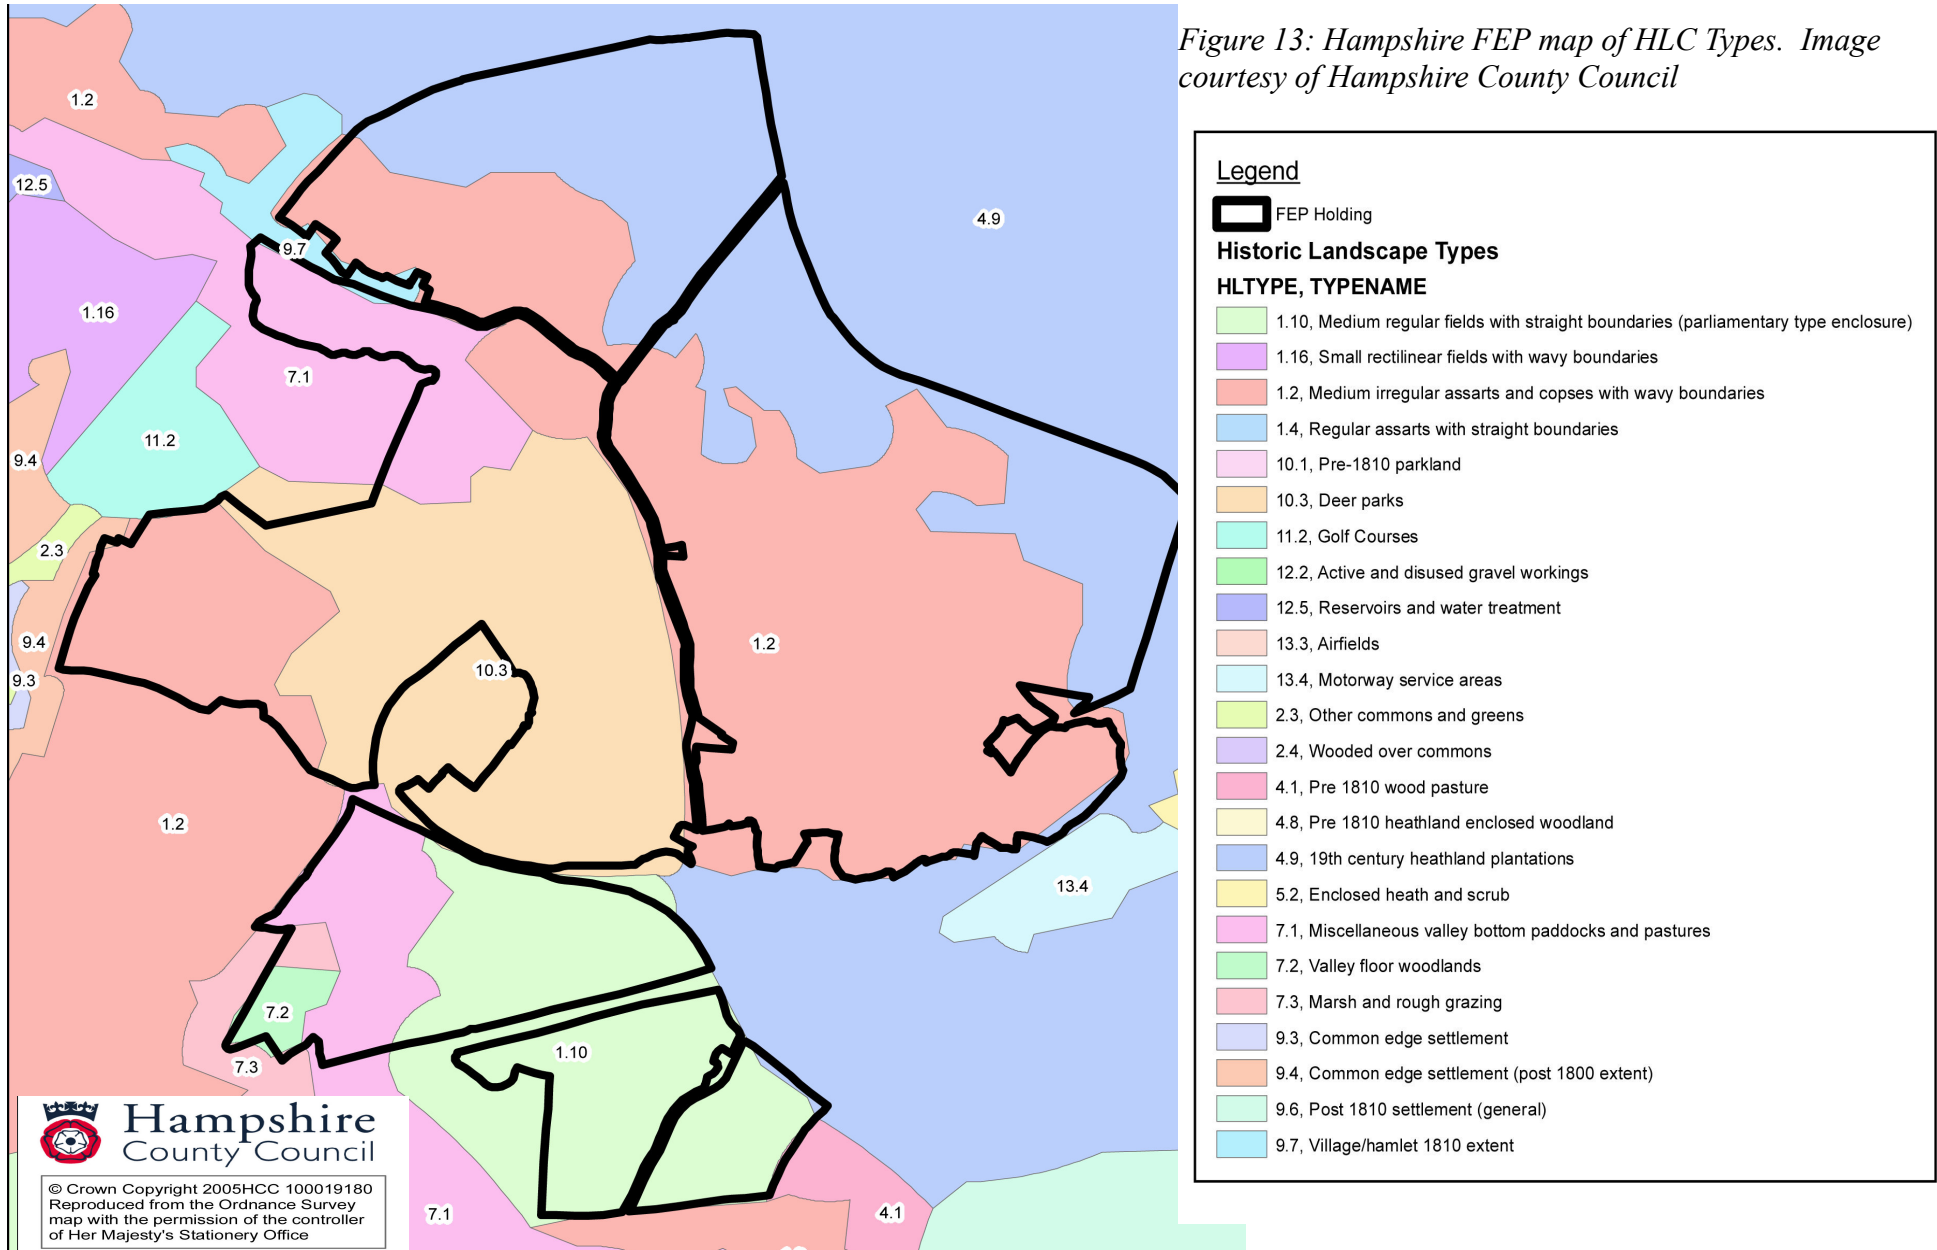 Figure 13: Hampshire FEP map of HLC Types. Image
courtesy of Hampshire County Council
1.2
12.5
4.9
9.7
1.16
7.1
11.2
9.4
2.3
9.4
1.2
10.3
9.3
1.2
13.4
7.2
1.10
7.3
7.1
4.1
Legend
FEP Holding
Historic Landscape Types
HLTYPE, TYPENAME
1.10, Medium regular fields with straight boundaries (parliamentary type enclosure)
1.16, Small rectilinear fields with wavy boundaries
1.2, Medium irregular assarts and copses with wavy boundaries
1.4, Regular assarts with straight boundaries
10.1, Pre-1810 parkland
10.3, Deer parks
11.2, Golf Courses
12.2, Active and disused gravel workings
12.5, Reservoirs and water treatment
13.3, Airfields
13.4, Motorway service areas
2.3, Other commons and greens
2.4, Wooded over commons
4.1, Pre 1810 wood pasture
4.8, Pre 1810 heathland enclosed woodland
4.9, 19th century heathland plantations
5.2, Enclosed heath and scrub
7.1, Miscellaneous valley bottom paddocks and pastures
7.2, Valley floor woodlands
7.3, Marsh and rough grazing
9.3, Common edge settlement
9.4, Common edge settlement (post 1800 extent)
9.6, Post 1810 settlement (general)
9.7, Village/hamlet 1810 extent
Hampshire
County Council
© Crown Copyright 2005HCC 100019180
Reproduced from the Ordnance Survey
map with the permission of the controller
of Her Majesty's Stationery Office